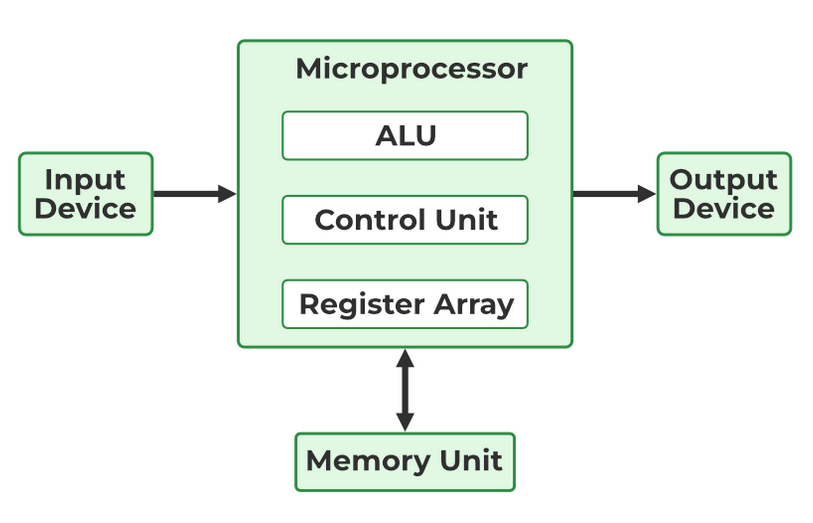 Microprocessor
ALU
Input
Device
Control Unit
Output
Device
Register Array
Memory Unit